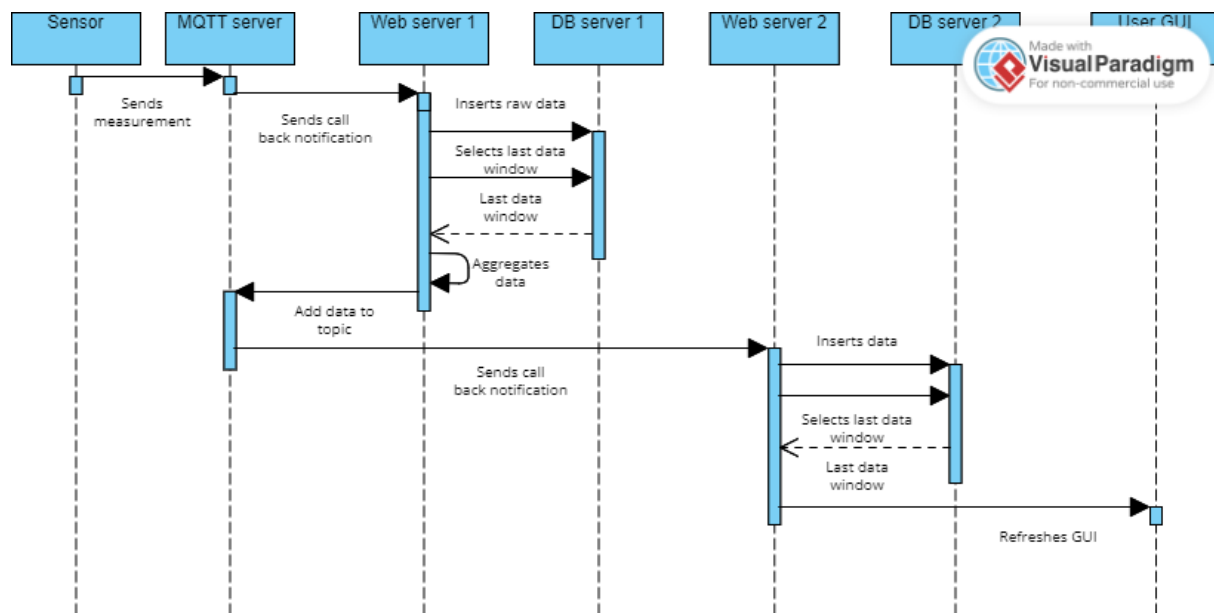 Sensor
MQTT server
Web server 1
DB server 1
Web server 2
DB server 2
User GUI
Made with
VisualParadigm
For non-commercial use
Sends
measurement
Sends call
back notification
Inserts raw data
Selects last data
window
Last data
window
Aggregates
data
Add data to
topic
Sends call
back notification
Inserts data
Selects last data
window
Last data
window
Refreshes GUI